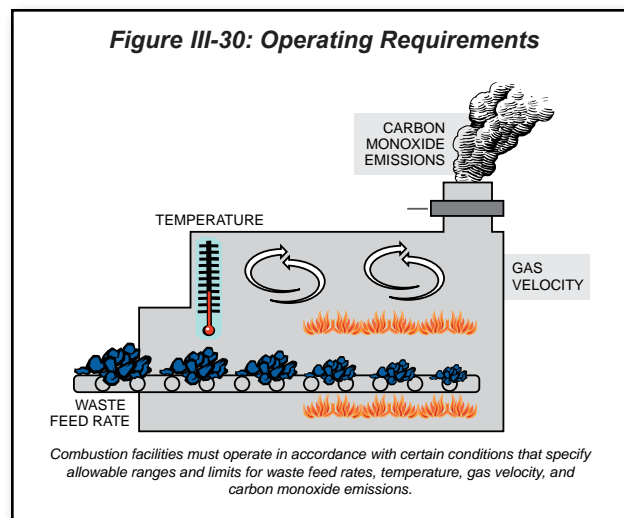 Figure III-30: Operating Requirements
CARBON
MONOXIDE
EMISSIONS
TEMPERATURE
GAS
VELOCITY
WASTE
FEED RATE
Combustion facilities must operate in accordance with certain conditions that specify
allowable ranges and limits for waste feed rates, temperature, gas velocity, and
carbon monoxide emissions.